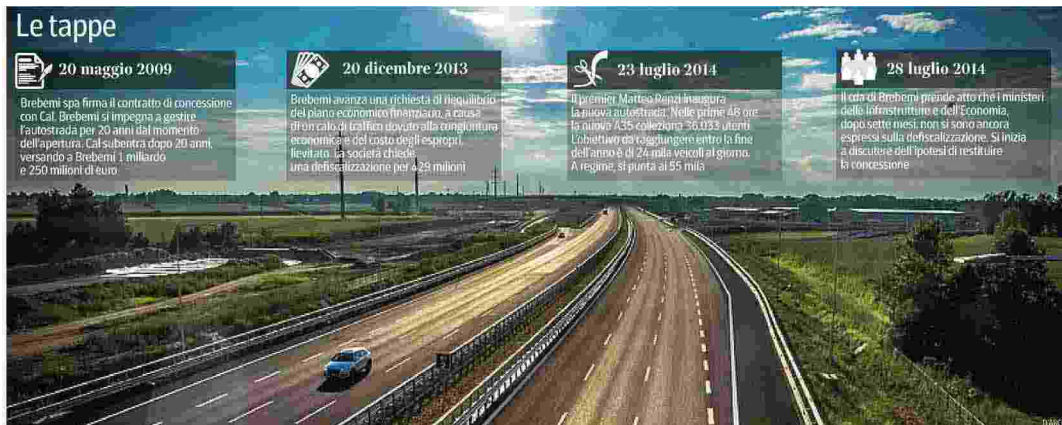 Le tappe
20 maggio 2009
Brebemi spa firma il contratto di concessione
con Cal. Brebemi si impegna a gestire
l'autostrada per 20 anni dal momento
dell'apertura. Cal subentra dopo 20 anni,
versando a Brebemi 1 miliardo
e 250 milioni di euro
20 dicembre 2013
Brebemi avanza una richiesta di riequilibrio
del piano economico finanziario, a causa
di un calo di traffico dovuto alla congiuntura
economica e del costo degli espropri,
lievitato. La società chiede
una defiscalizzazione per 429 milioni
23 luglio 2014
Il premier Matteo Renzi inaugura
la nuova autostrada. Nelle prime 48 ore
la nuova A35 colleziona 36.033 utenti
L'obiettivo da raggiungere entro la fine
dell'anno è di 24 mila veicoli al giorno.
A regime, si punta ai 55 mila
28 luglio 2014
Il cda di Brebemi prende atto che i ministeri
delle Infrastrutture e dell'Economia,
dopo sette mesi, non si sono ancora
espressi sulla defiscalizzazione. Si inizia
a discutere dell'ipotesi di restituire
la concessione